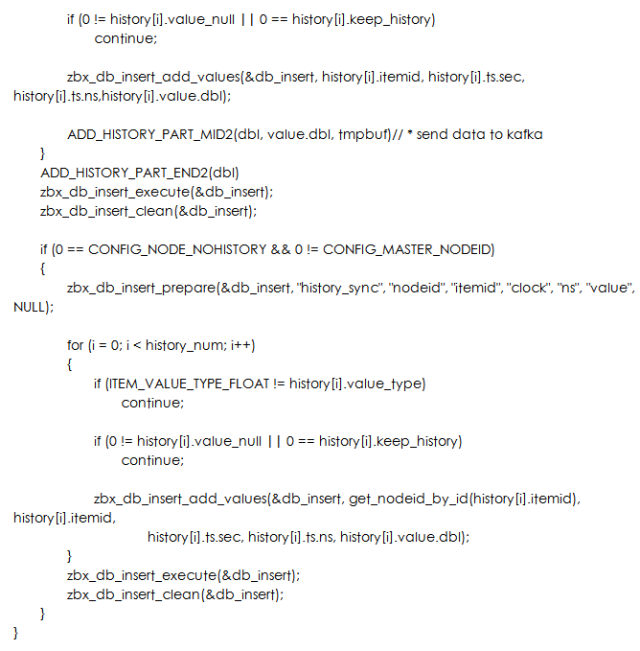 if (0 != history[i].value_null || 0 == history[i].keep_history)
continue;
zbx_db_insert_add_values(&db_insert, history[i].itemid, history[i].ts.sec,
history[i].ts.ns,history[i].value.dbl);
ADD_HISTORY_PART_MID2(dbl, value.dbl, tmpbuf)// * send data to kafka
}
ADD_HISTORY_PART_END2(dbl)
zbx_db_insert_execute(&db_insert);
zbx_db_insert_clean(&db_insert);
if (0 == CONFIG_NODE_NOHISTORY && 0 != CONFIG_MASTER_NODEID)
{
zbx_db_insert_prepare(&db_insert, "history_sync", "nodeid", "itemid", "clock", "ns", "value",
NULL);
for (i = 0; i < history_num; i++)
{
if (ITEM_VALUE_TYPE_FLOAT != history[i].value_type)
continue;
if (0 != history[i].value_null || 0 == history[i].keep_history)
continue;
zbx_db_insert_add_values(&db_insert, get_nodeid_by_id(history[i].itemid),
history[i].itemid,
history[i].ts.sec, history[i].ts.ns, history[i].value.dbl);
}
zbx_db_insert_execute(&db_insert);
zbx_db_insert_clean(&db_insert);
}
}